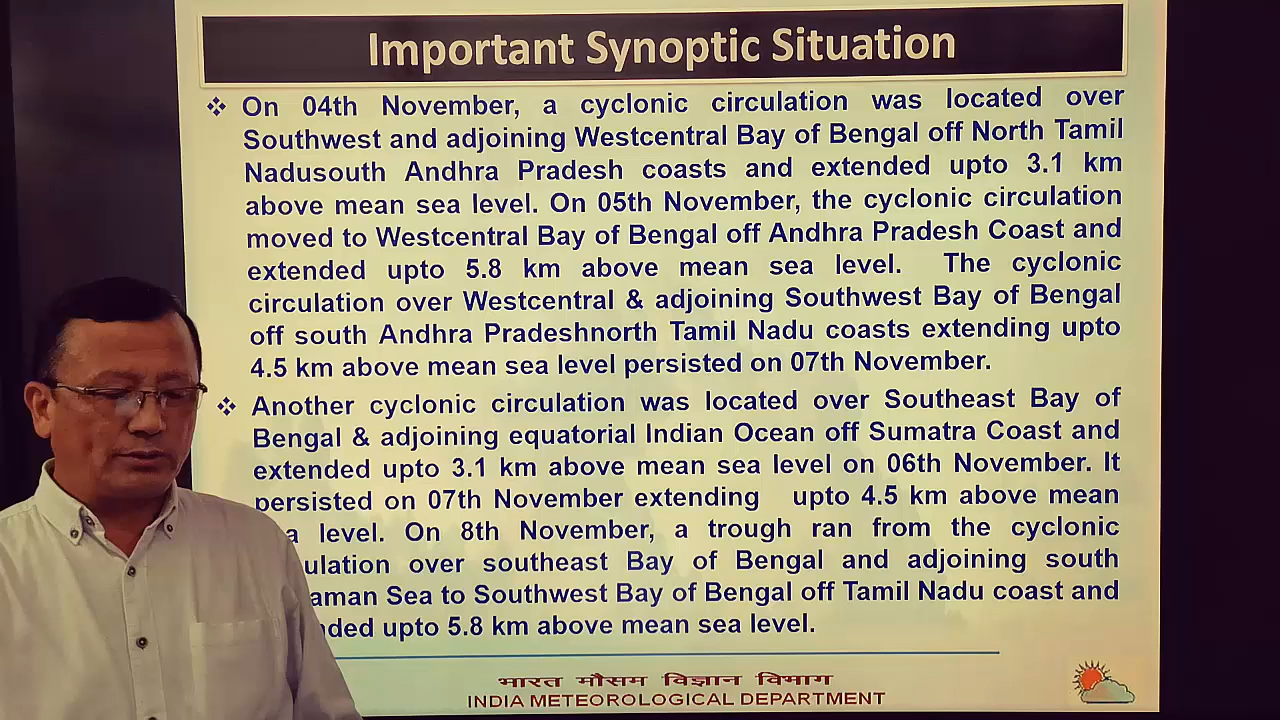 Important Synoptic Situation
❖ On 04th November, a cyclonic circulation was located over
Southwest and adjoining Westcentral Bay of Bengal off North Tamil
Nadusouth Andhra Pradesh coasts and extended upto 3.1 km
above mean sea level. On 05th November, the cyclonic circulation
moved to Westcentral Bay of Bengal off Andhra Pradesh Coast and
extended upto 5.8 km above mean sea level. The cyclonic
circulation over Westcentral & adjoining Southwest Bay of Bengal
off south Andhra Pradeshnorth Tamil Nadu coasts extending upto
4.5 km above mean sea level persisted on 07th November.
❖ Another cyclonic circulation was located over Southeast Bay of
Bengal & adjoining equatorial Indian Ocean off Sumatra Coast and
extended upto 3.1 km above mean sea level on 06th November. It
persisted on 07th November extending upto 4.5 km above mean
a level. On 8th November, a trough ran from the cyclonic
ulation over southeast Bay of Bengal and adjoining south
aman Sea to Southwest Bay of Bengal off Tamil Nadu coast and
nded upto 5.8 km above mean sea level.
भारत मौसम विज्ञान विभाग
INDIA METEOROLOGICAL DEPARTMENT